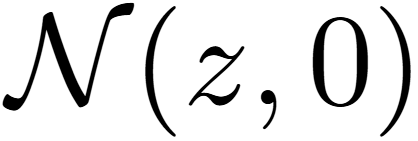 𝒩(z, 0)